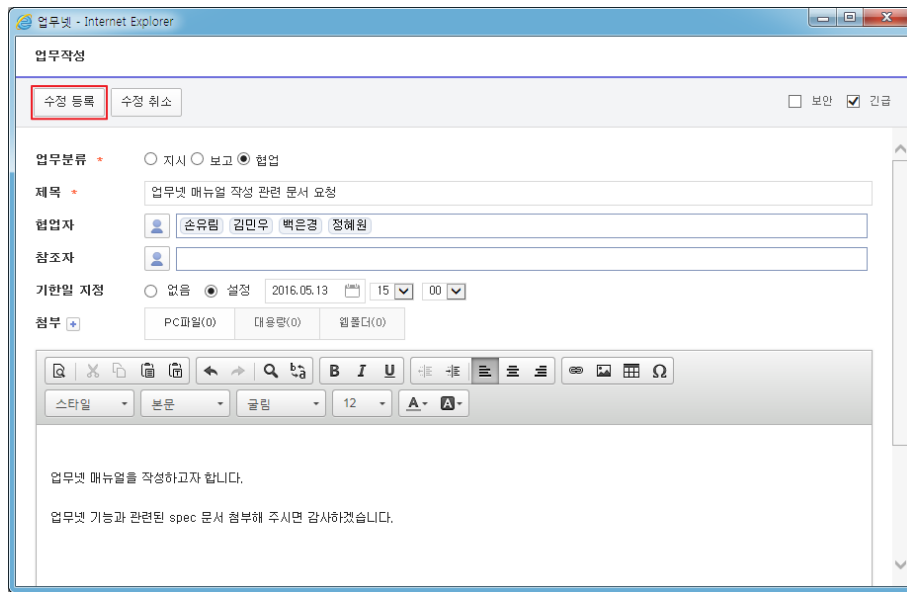 업무넷 - Internet Explorer
업무작성
수정 등록 수정 취소 보안 긴급
업무분류 * 지시 보고 협업
제목 * 업무넷 매뉴얼 작성 관련 문서 요청
협업자 손유림 김민우 백은경 정혜원
참조자
기한일 지정 없음 설정 2016.05.13 15 00
첨부 + PC파일(0) 대용량(0) 웹폴더(0)
B I U Ω
스타일 본문 굴림 12 A A
업무넷 매뉴얼을 작성하고자 합니다.
업무넷 기능과 관련된 spec 문서 첨부해 주시면 감사하겠습니다.